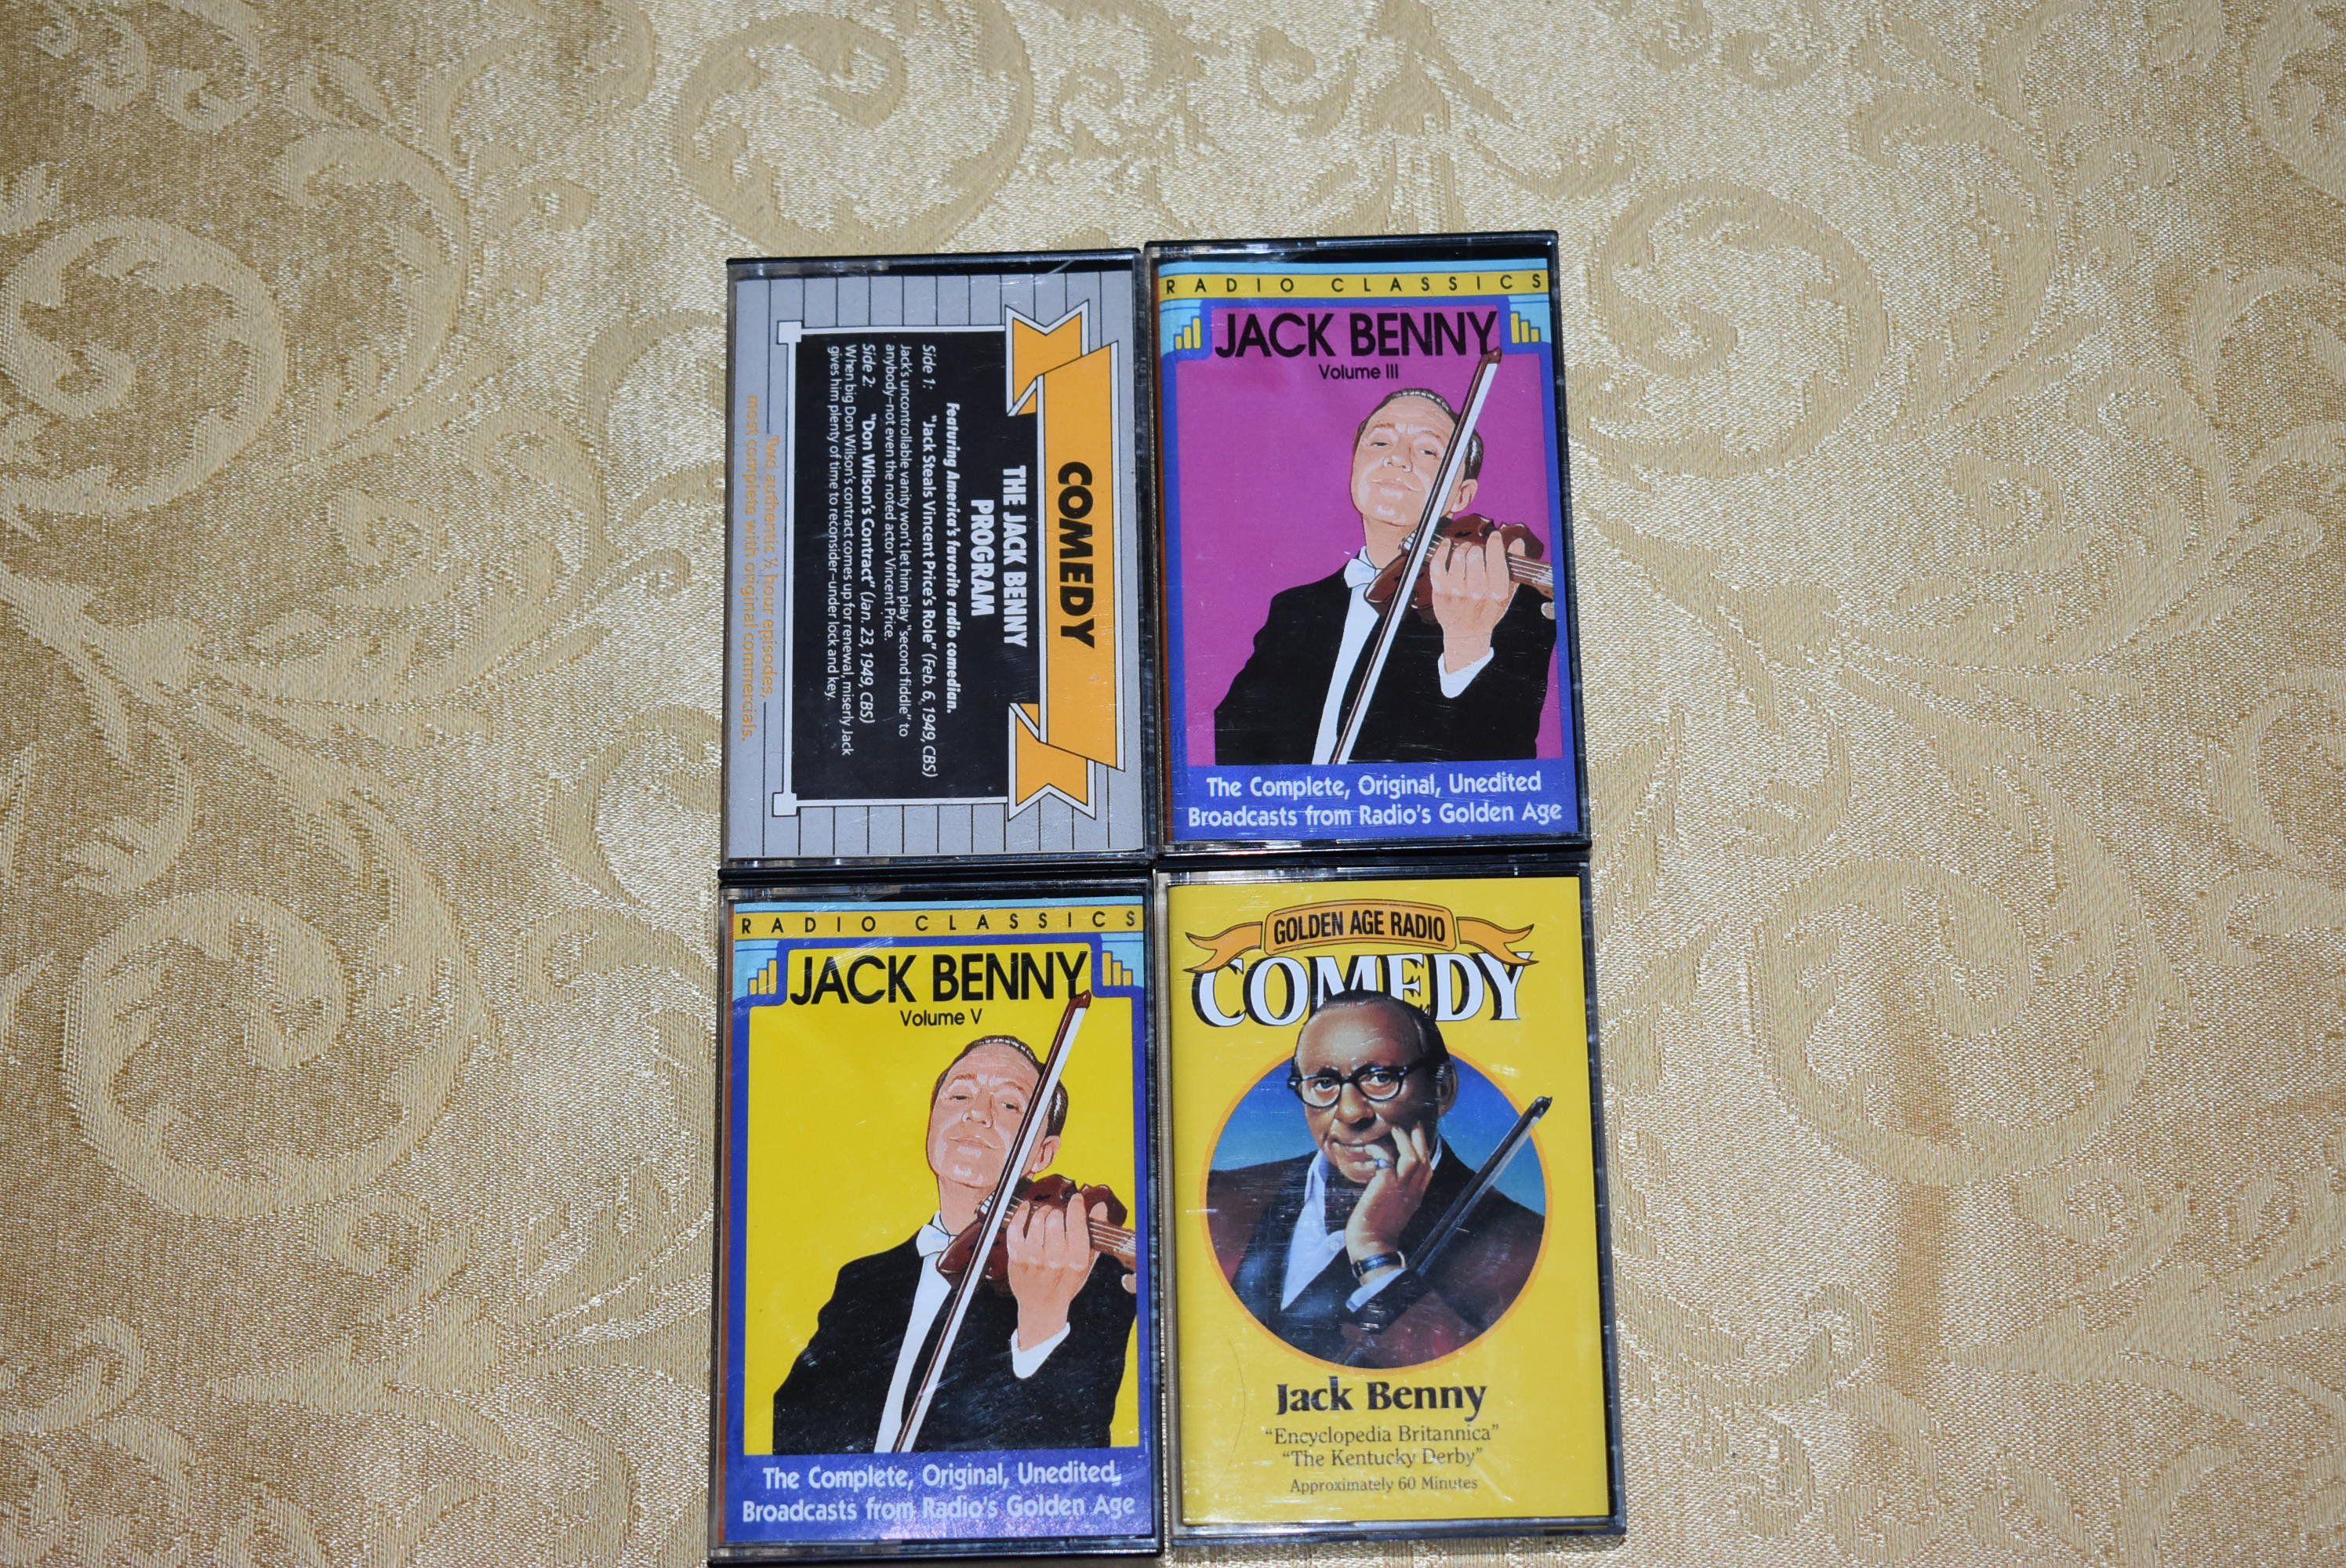 COMEDY
THE JACK BENNY
PROGRAM
Featuring America's favorite radio comedian.
Side 1: "Jack Steals Vincent Price's Role" (Feb. 6, 1949, CBS)
Jack's uncontrollable vanity won't let him play "second fiddle" to
anybody—not even the noted actor Vincent Price.
Side 2: "Don Wilson's Contract" (Jan. 23, 1949, CBS)
When big Don Wilson's contract comes up for renewal, miserly Jack
gives him plenty of time to reconsider—under lock and key.
Two authentic ½ hour episodes,
most complete with original commercials.
RADIO CLASSICS
JACK BENNY
Volume III
The Complete, Original, Unedited
Broadcasts from Radio's Golden Age
RADIO CLASSICS
JACK BENNY
Volume V
The Complete, Original, Unedited,
Broadcasts from Radio's Golden Age
GOLDEN AGE RADIO
COMEDY
Jack Benny
"Encyclopedia Britannica"
"The Kentucky Derby"
Approximately 60 Minutes